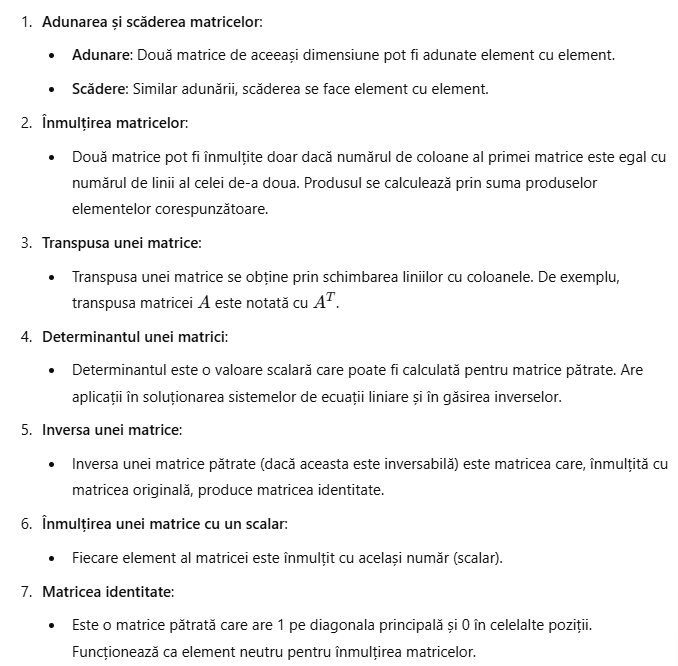 1. Adunarea și scăderea matricelor:
• Adunare: Două matrice de aceeași dimensiune pot fi adunate element cu element.
• Scădere: Similar adunării, scăderea se face element cu element.
2. Înmulțirea matricelor:
• Două matrice pot fi înmulțite doar dacă numărul de coloane al primei matrice este egal cu
numărul de linii al celei de-a doua. Produsul se calculează prin suma produselor
elementelor corespunzătoare.
3. Transpusa unei matrice:
• Transpusa unei matrice se obține prin schimbarea liniilor cu coloanele. De exemplu,
transpusa matricei A este notată cu A^T.
4. Determinantul unei matrici:
• Determinantul este o valoare scalară care poate fi calculată pentru matrice pătrate. Are
aplicații în soluționarea sistemelor de ecuații liniare și în găsirea inverselor.
5. Inversa unei matrice:
• Inversa unei matrice pătrate (dacă aceasta este inversabilă) este matricea care, înmulțită cu
matricea originală, produce matricea identitate.
6. Înmulțirea unei matrice cu un scalar:
• Fiecare element al matricei este înmulțit cu același număr (scalar).
7. Matricea identitate:
• Este o matrice pătrată care are 1 pe diagonala principală și 0 în celelalte poziții.
Funcționează ca element neutru pentru înmulțirea matricelor.